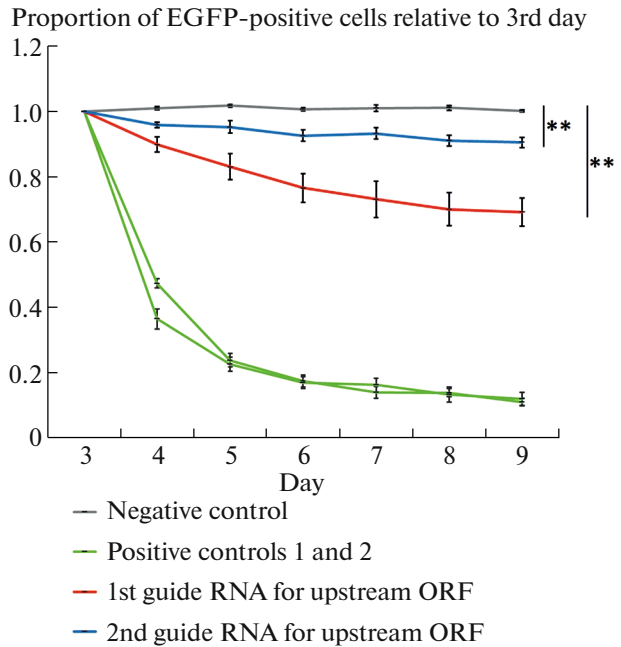 Proportion of EGFP-positive cells relative to 3rd day
1.2
1.0
0.8
0.6
0.4
0.2
0
**
**
3 4 5 6 7 8 9
Day
Negative control
Positive controls 1 and 2
1st guide RNA for upstream ORF
2nd guide RNA for upstream ORF